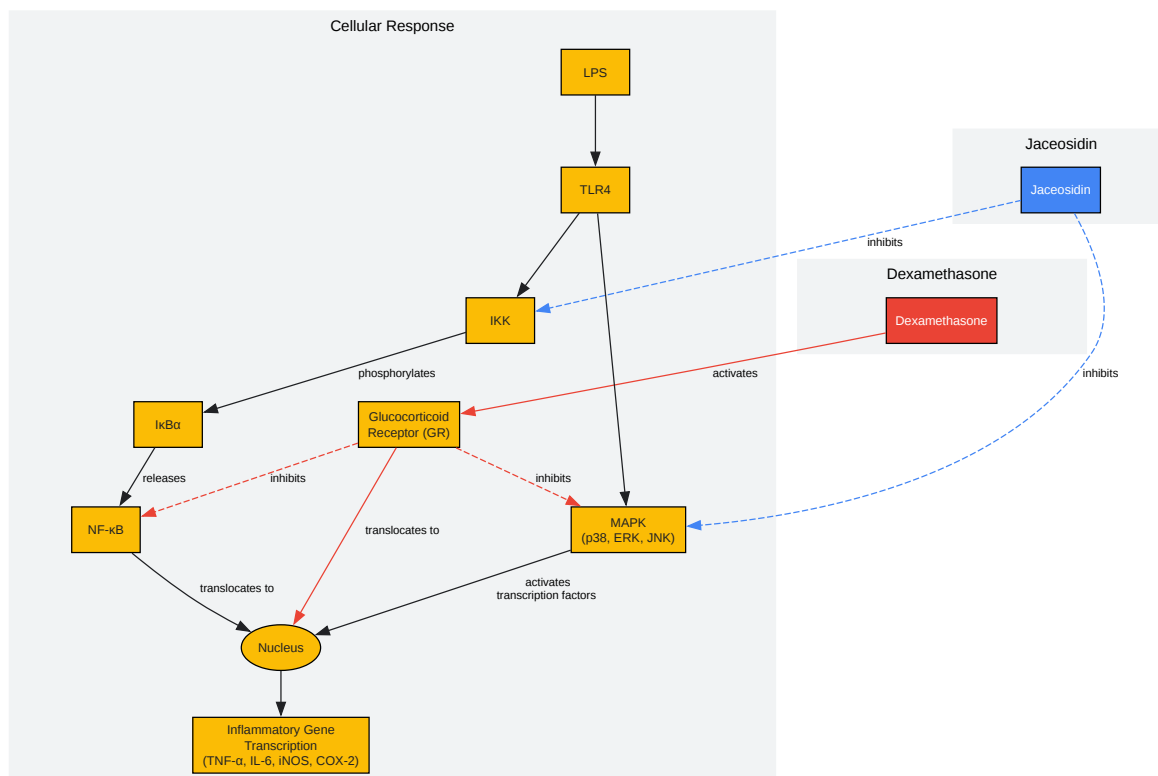 Cellular Response
LPS
Jaceosidin
TLR4
Jaceosidin
inhibits
Dexamethasone
IKK
Dexamethasone
phosphorylates
activates
inhibits
IκBα
Glucocorticoid
Receptor (GR)
releases
inhibits
inhibits
NF-κB
translocates to
MAPK
(p38, ERK, JNK)
translocates to
activates
transcription factors
Nucleus
Inflammatory Gene
Transcription
(TNF-α, IL-6, iNOS, COX-2)